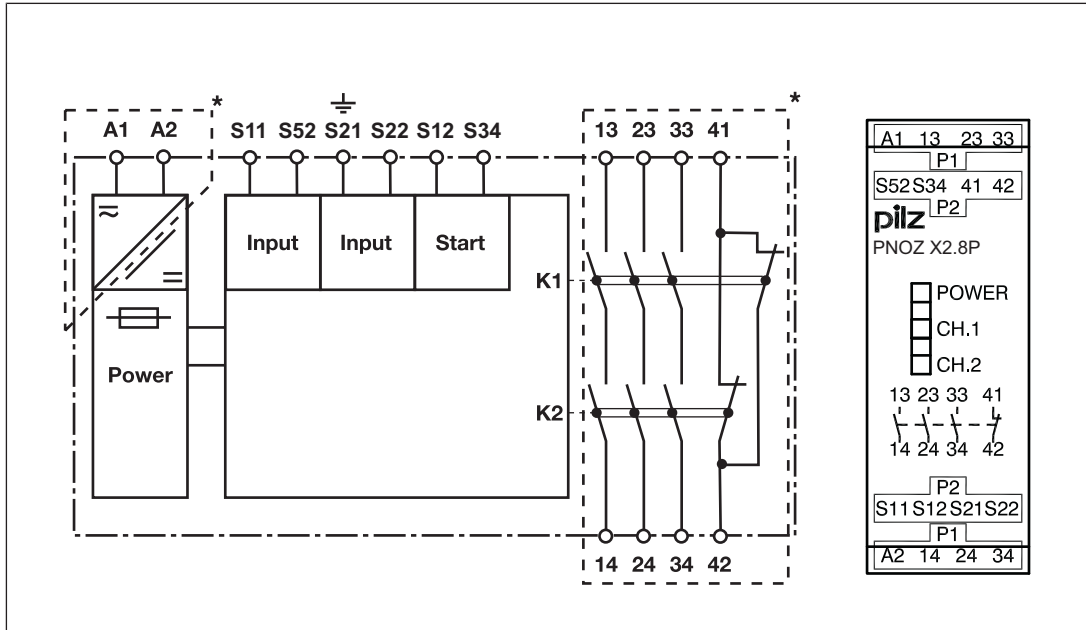 * *
A1 A2 S11 S52 S21 S22 S12 S34 13 23 33 41
Input Input Start
K1
Power
K2
14 24 34 42
A1 13 23 33
P1
S52 S34 41 42
P2
pilz
PNOZ X2.8P
POWER
CH.1
CH.2
13 23 33 41
14 24 34 42
P2
S11 S12 S21 S22
P1
A2 14 24 34